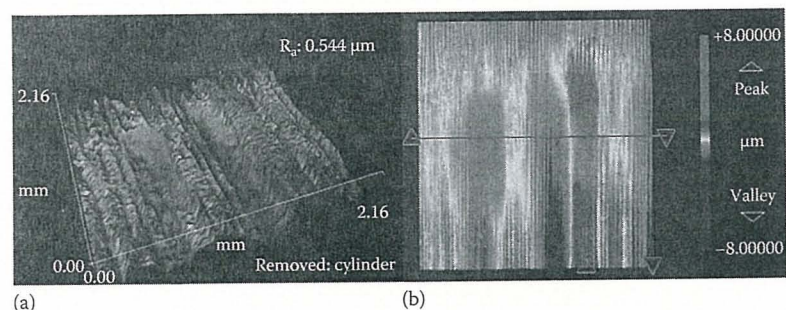 Ra: 0.544 μm
2.16
mm
0.00
0.00
mm
2.16
Removed: cylinder
+8.00000
Peak
μm
Valley
−8.00000
(a)
(b)